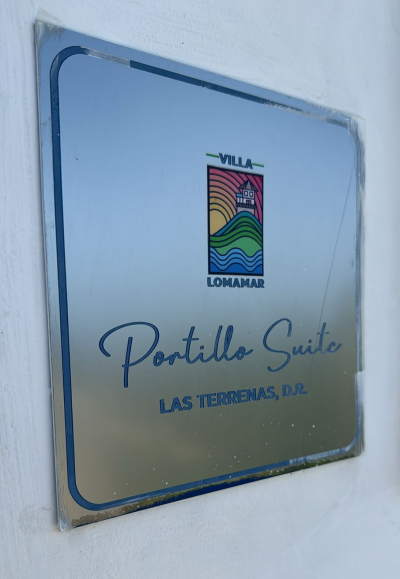 VILLA
LOMAMAR
Portillo Suite
LAS TERRENAS, D.R.